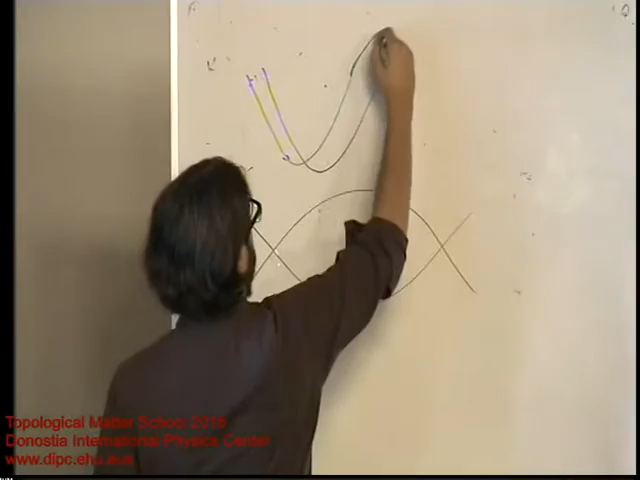 Topological Matter School 2016
Donostia International Physics Center
www.dipc.ehu.eus